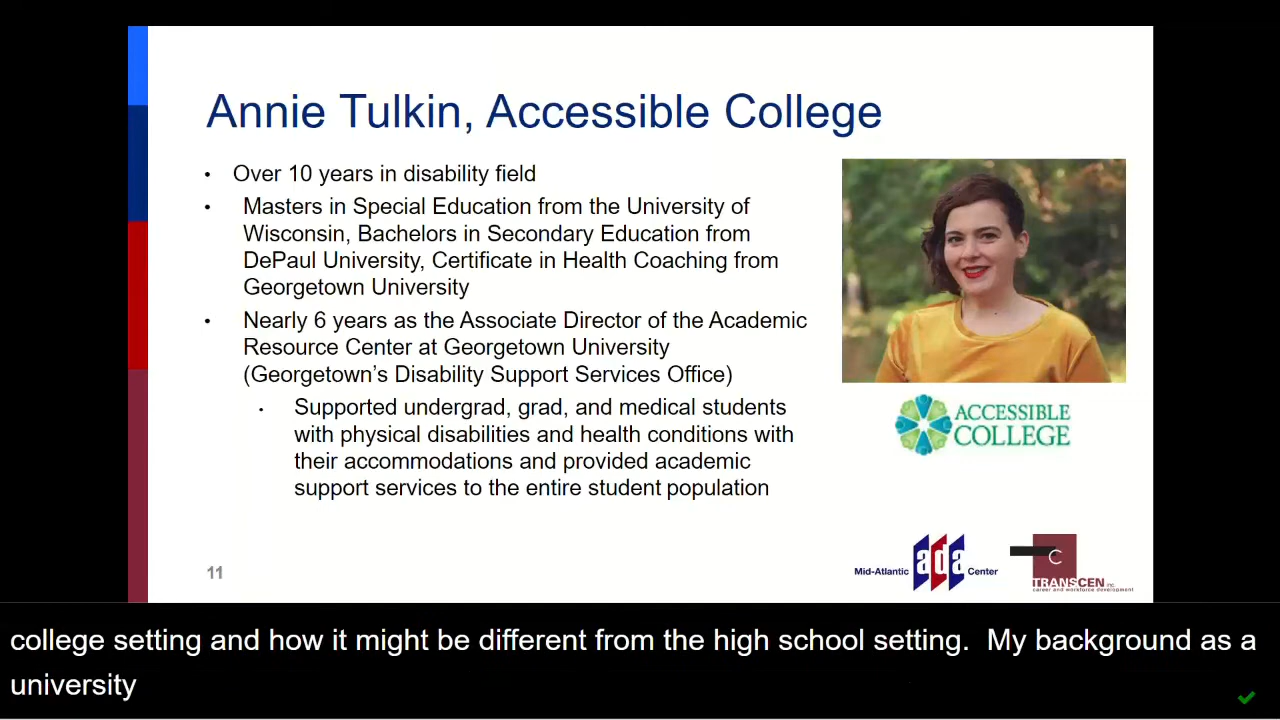 Annie Tulkin, Accessible College
• Over 10 years in disability field
• Masters in Special Education from the University of
Wisconsin, Bachelors in Secondary Education from
DePaul University, Certificate in Health Coaching from
Georgetown University
• Nearly 6 years as the Associate Director of the Academic
Resource Center at Georgetown University
(Georgetown’s Disability Support Services Office)
• Supported undergrad, grad, and medical students
with physical disabilities and health conditions with
their accommodations and provided academic
support services to the entire student population
ACCESSIBLE
COLLEGE
11
Mid-Atlantic ada Center
C
TRANSCEN inc.
career and workforce development
college setting and how it might be different from the high school setting.  My background as a
university